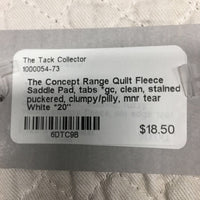 The Tack Collector
1000054-73
The Concept Range Quilt Fleece
Saddle Pad, tabs *gc, clean, stained
puckered, clumpy/pilly, mnr tear
White "20"
6DTC9B
$18.50